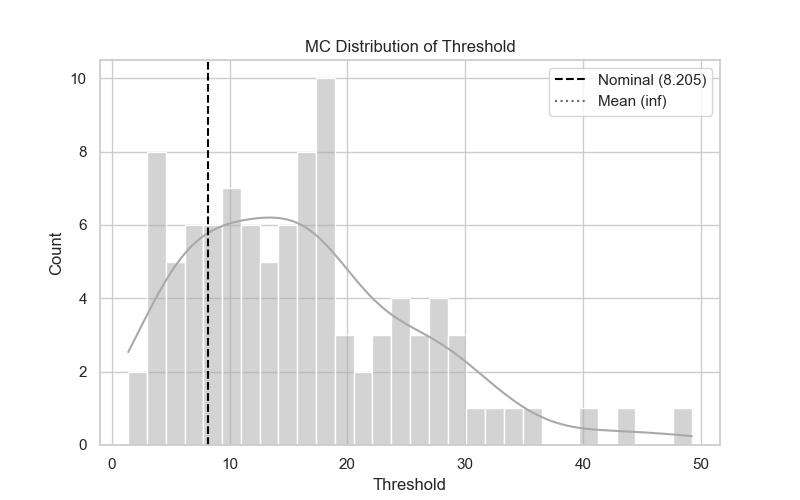 MC Distribution of Threshold
Nominal (8.205)
Mean (inf)
10
8
6
4
2
0
Count
0 10 20 30 40 50
Threshold